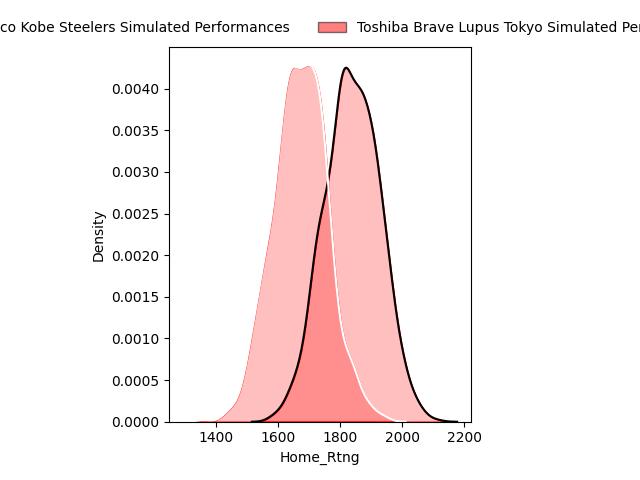 co Kobe Steelers Simulated Performances
Toshiba Brave Lupus Tokyo Simulated
0.0040
0.0035
0.0030
0.0025
0.0020
0.0015
0.0010
0.0005
0.0000
Density
1400 1600 1800 2000 2200
Home_Rtng